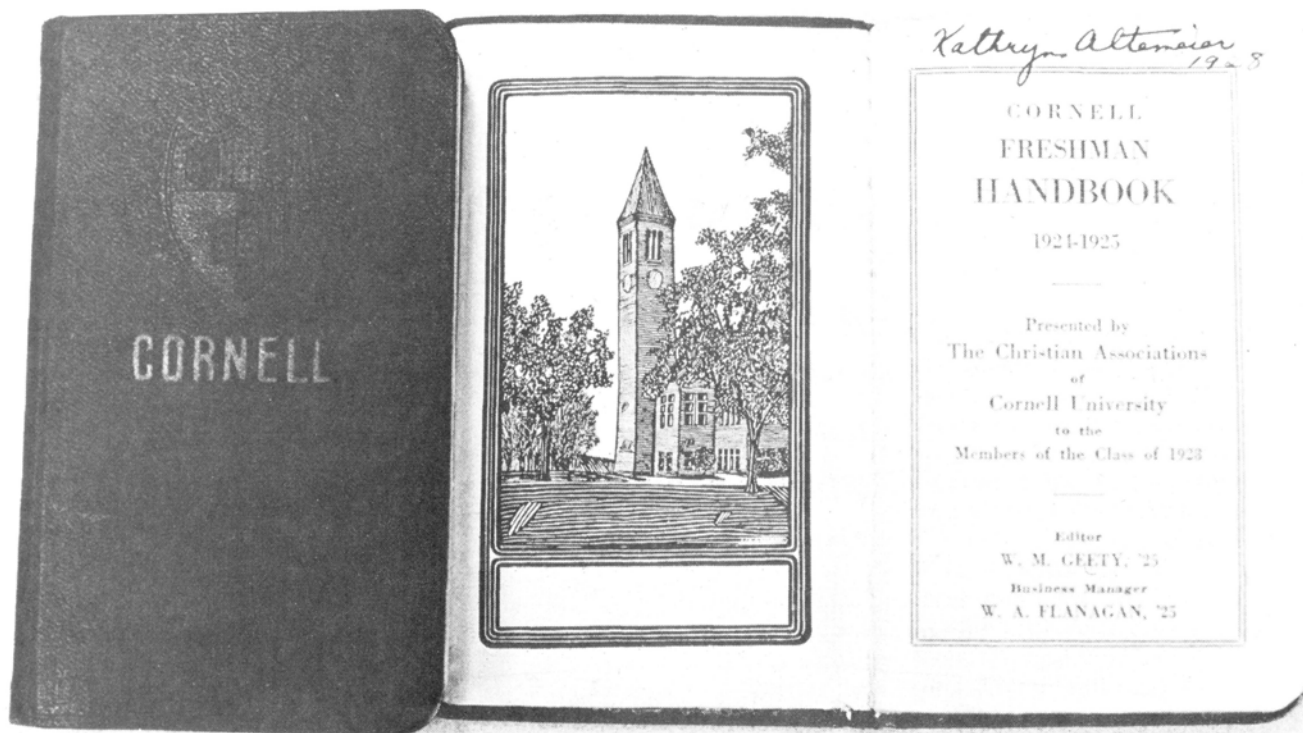 CORNELL
Kathryn Altemeier
1928
CORNELL
FRESHMAN
HANDBOOK
1924-1925
Presented by
The Christian Associations
of
Cornell University
to the
Members of the Class of 1928
Editor
W. M. GEETY, '25
Business Manager
W. A. FLANAGAN, '25